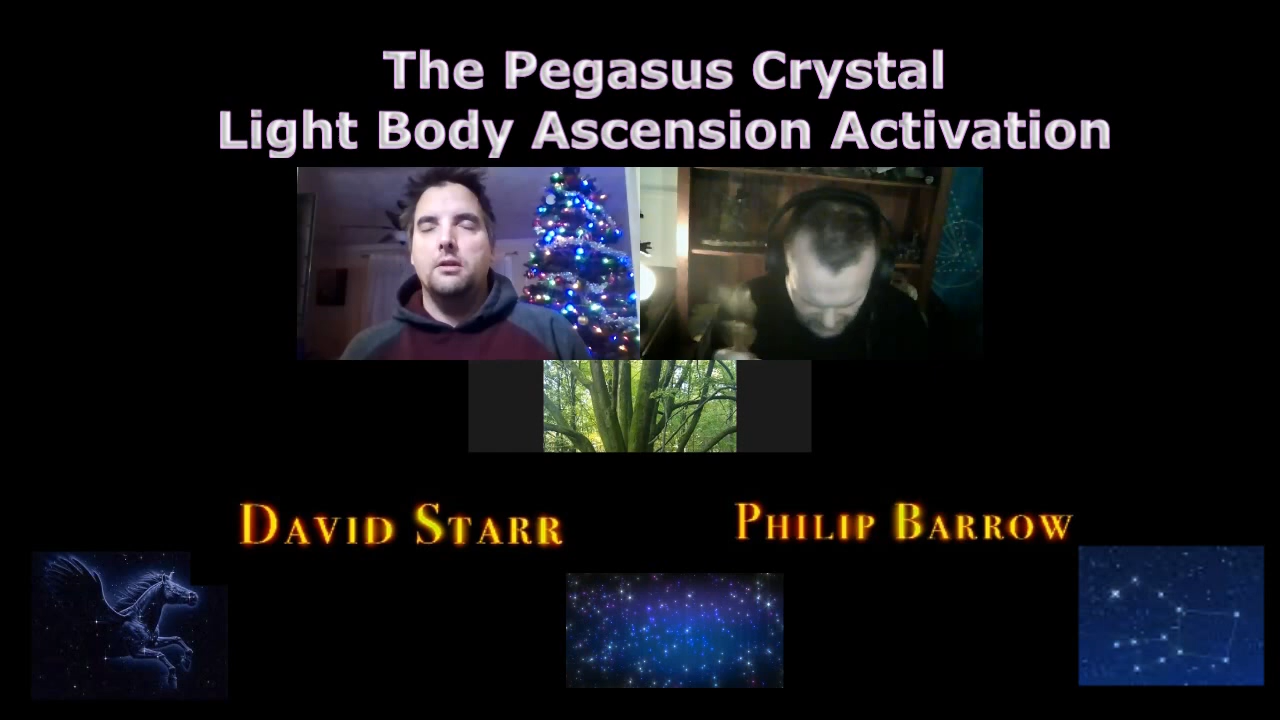 The Pegasus Crystal
Light Body Ascension Activation
David Starr
Philip Barrow